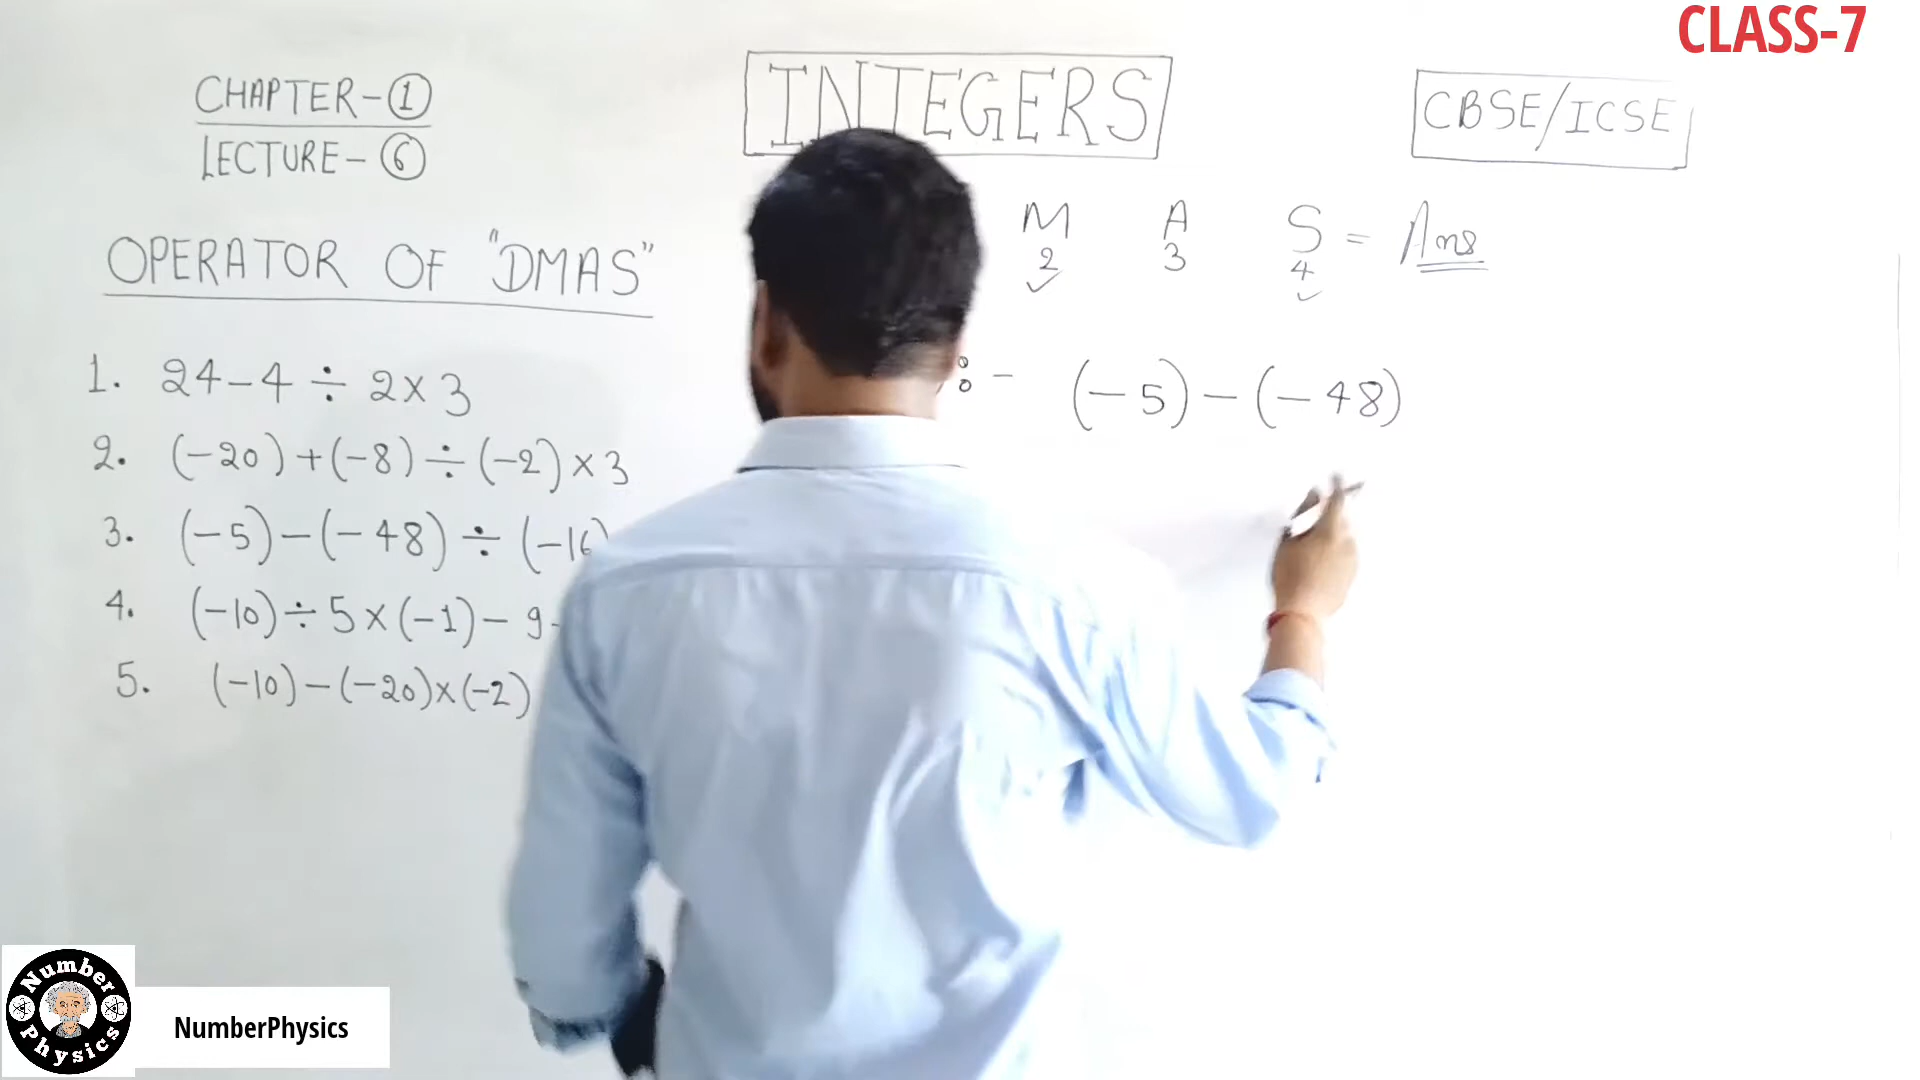 CLASS-7
CHAPTER-1
LECTURE-6
INTEGERS
CBSE/ICSE
OPERATOR OF "DMAS"
M A S = Ans
2 3 4
1. 24-4 ÷ 2×3
2. (-20)+(-8)÷(-2)×3
3. (-5)-(-48) ÷ (-16)
4. (-10)÷5×(-1)- 9-
5. (-10)-(-20)×(-2)
:- (-5)-(-48)
Number Physics
NumberPhysics